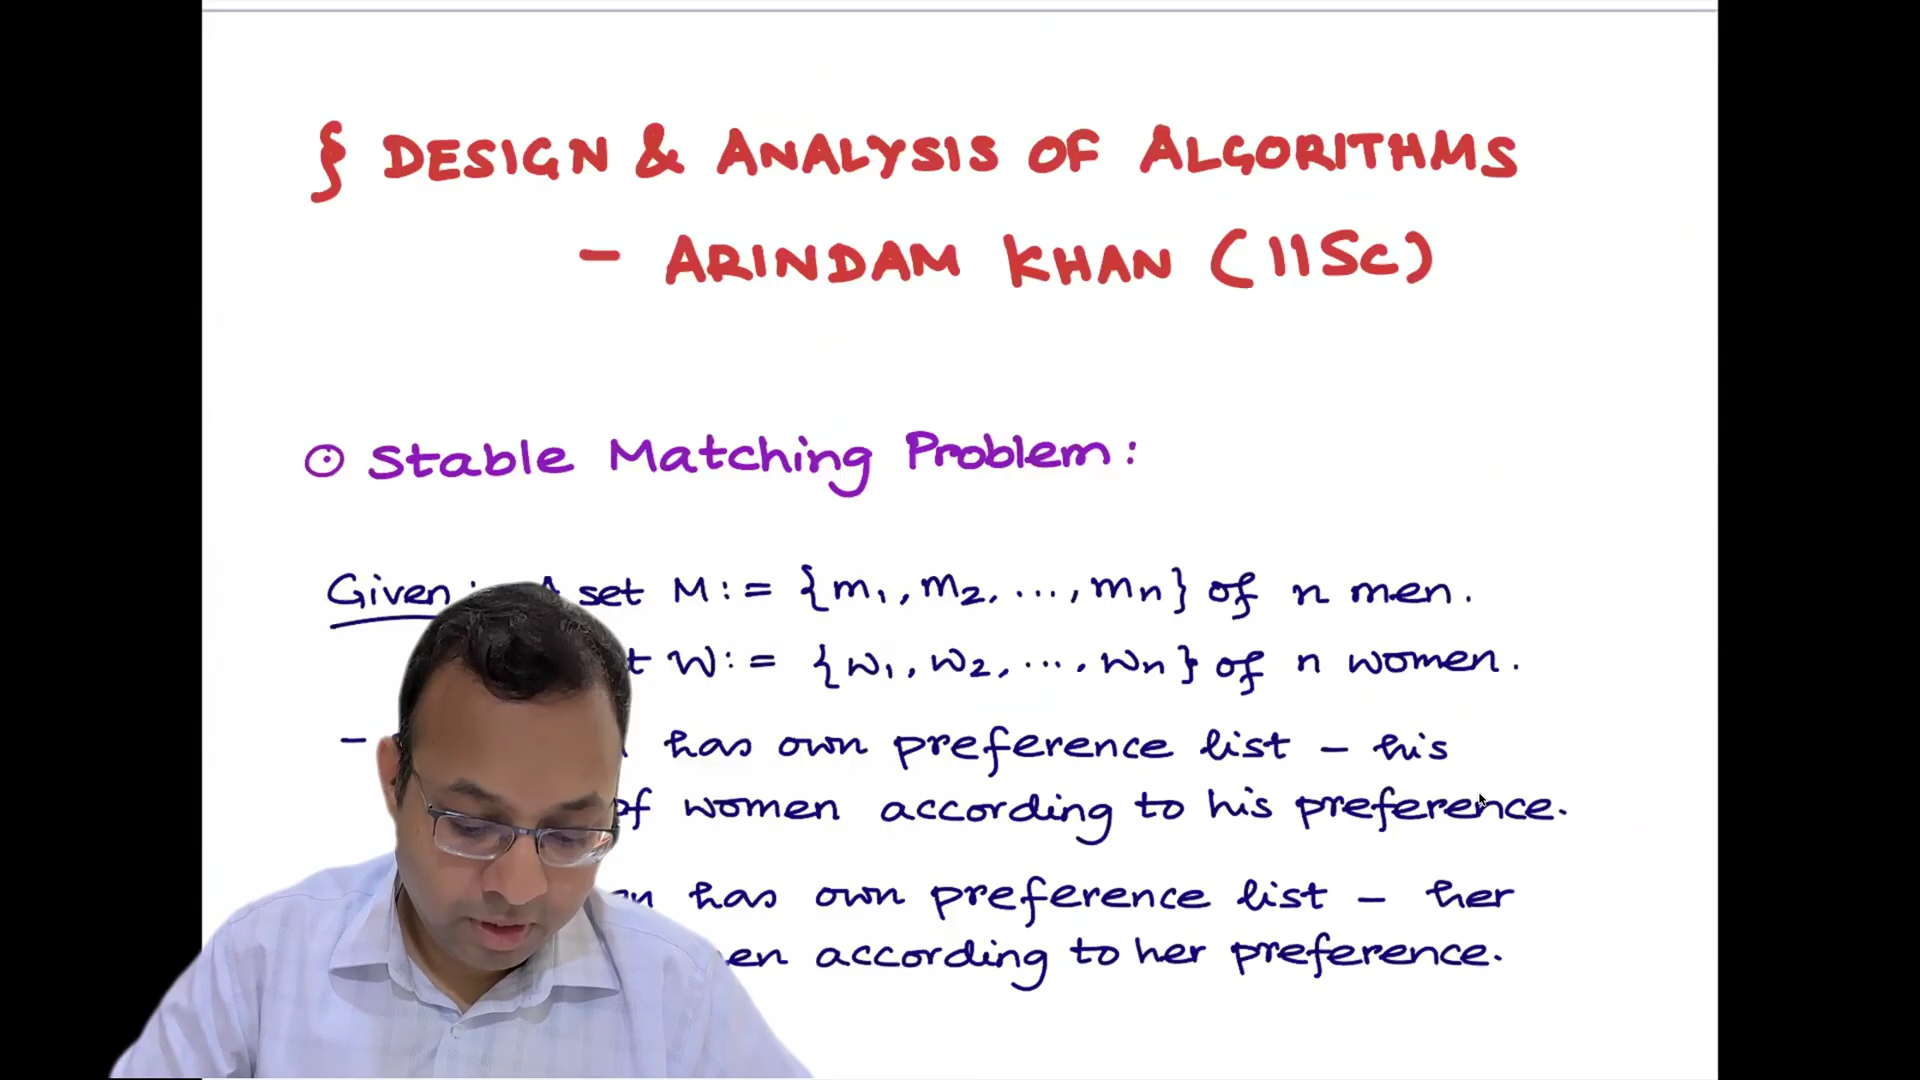 § DESIGN & ANALYSIS OF ALGORITHMS
- ARINDAM KHAN (IISc)
⊙ Stable Matching Problem:
Given: A set M := {m₁, m₂, ..., mn} of n men.
W := {w₁, w₂, ..., wn} of n women.
- has own preference list - his
of women according to his preference.
has own preference list - her
according to her preference.